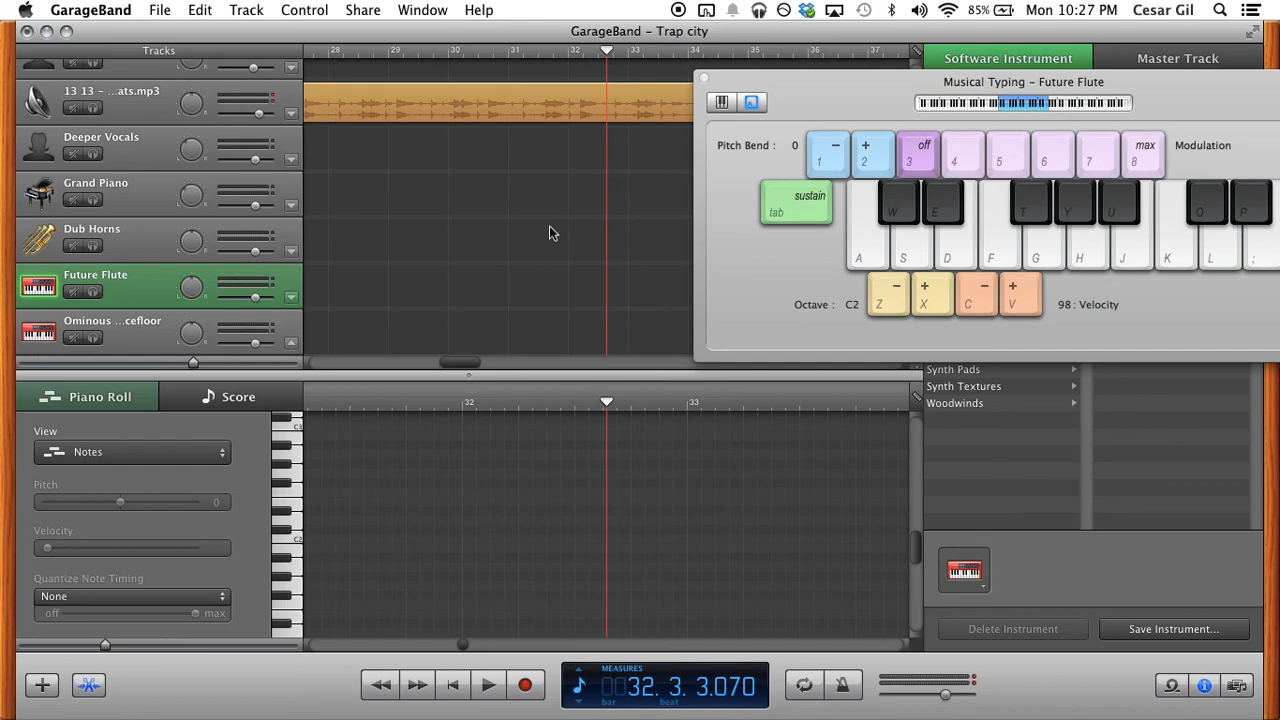 GarageBand File Edit Track Control Share Window Help 85% Mon 10:27 PM Cesar Gil
GarageBand - Trap city
Tracks 28 29 30 31 32 33 34 35 36 37
Software Instrument Master Track
Musical Typing - Future Flute
13 13 - ...ats.mp3
Deeper Vocals
Grand Piano
Dub Horns
Future Flute
Ominous ...cefloor
Pitch Bend : 0 − 1 + 2 off 3 4 5 6 7 max 8 Modulation
sustain
tab
W E T Y U O P
A S D F G H J K L ;
Octave : C2 − Z + X − C + V 98 : Velocity
Synth Pads
Synth Textures
Woodwinds
Piano Roll Score
32 33
View
Notes
Pitch
0
Velocity
Quantize Note Timing
None
off max
C3
C2
Delete Instrument Save Instrument...
MEASURES
0032. 3. 3.070
bar beat